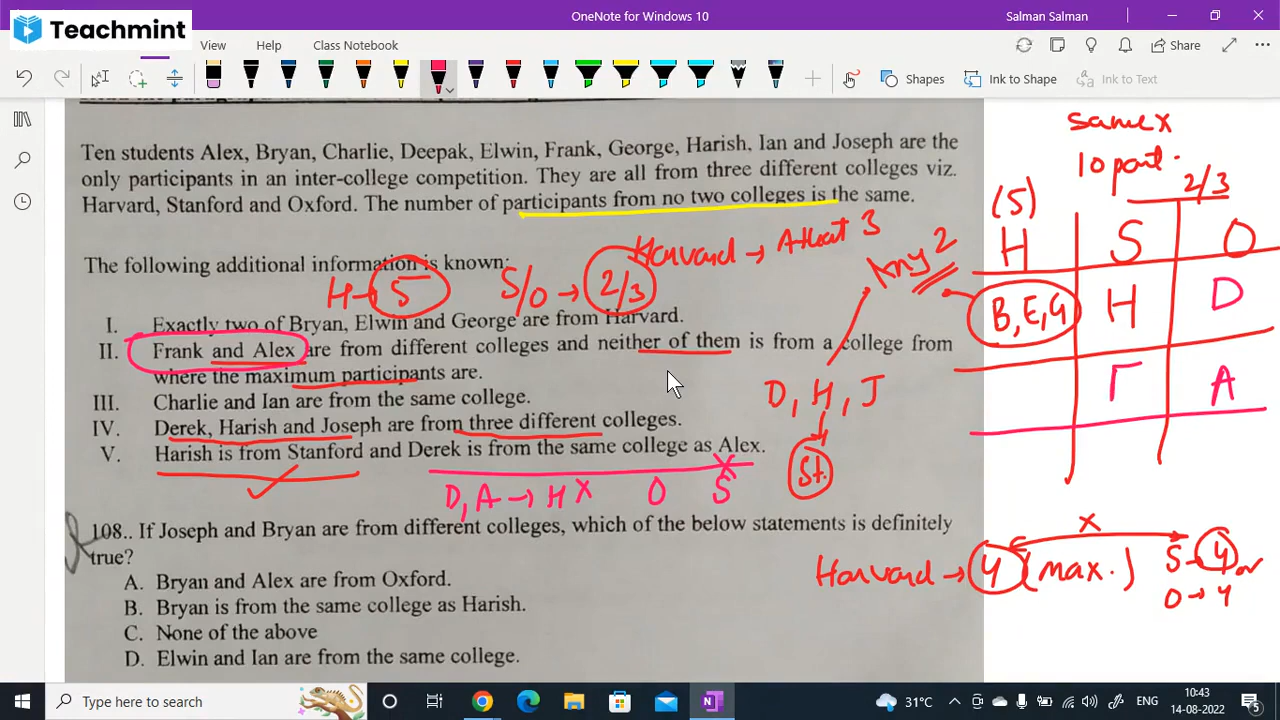 OneNote for Windows 10
Salman Salman
Teachmint
View Help Class Notebook
Share
Shapes
Ink to Shape
Ink to Text
Ten students Alex, Bryan, Charlie, Deepak, Elwin, Frank, George, Harish, Ian and Joseph are the
only participants in an inter-college competition. They are all from three different colleges viz.
Harvard, Stanford and Oxford. The number of participants from no two colleges is the same.
same x
10 part.
2/3
(5)
H S O
Harvard → Atleast 3
Any 2
The following additional information is known:
H → 5
S/O → 2/3
B, E, G H D
I. Exactly two of Bryan, Elwin and George are from Harvard.
II. Frank and Alex are from different colleges and neither of them is from a college from
where the maximum participants are.
D, H, J
F A
III. Charlie and Ian are from the same college.
IV. Derek, Harish and Joseph are from three different colleges.
V. Harish is from Stanford and Derek is from the same college as Alex.
St.
D, A → H x O S
108.. If Joseph and Bryan are from different colleges, which of the below statements is definitely
true?
x
Harvard → 4 (max.) S → 4 or
O → 4
A. Bryan and Alex are from Oxford.
B. Bryan is from the same college as Harish.
C. None of the above
D. Elwin and Ian are from the same college.
Type here to search
31°C
ENG
10:43
14-08-2022
5